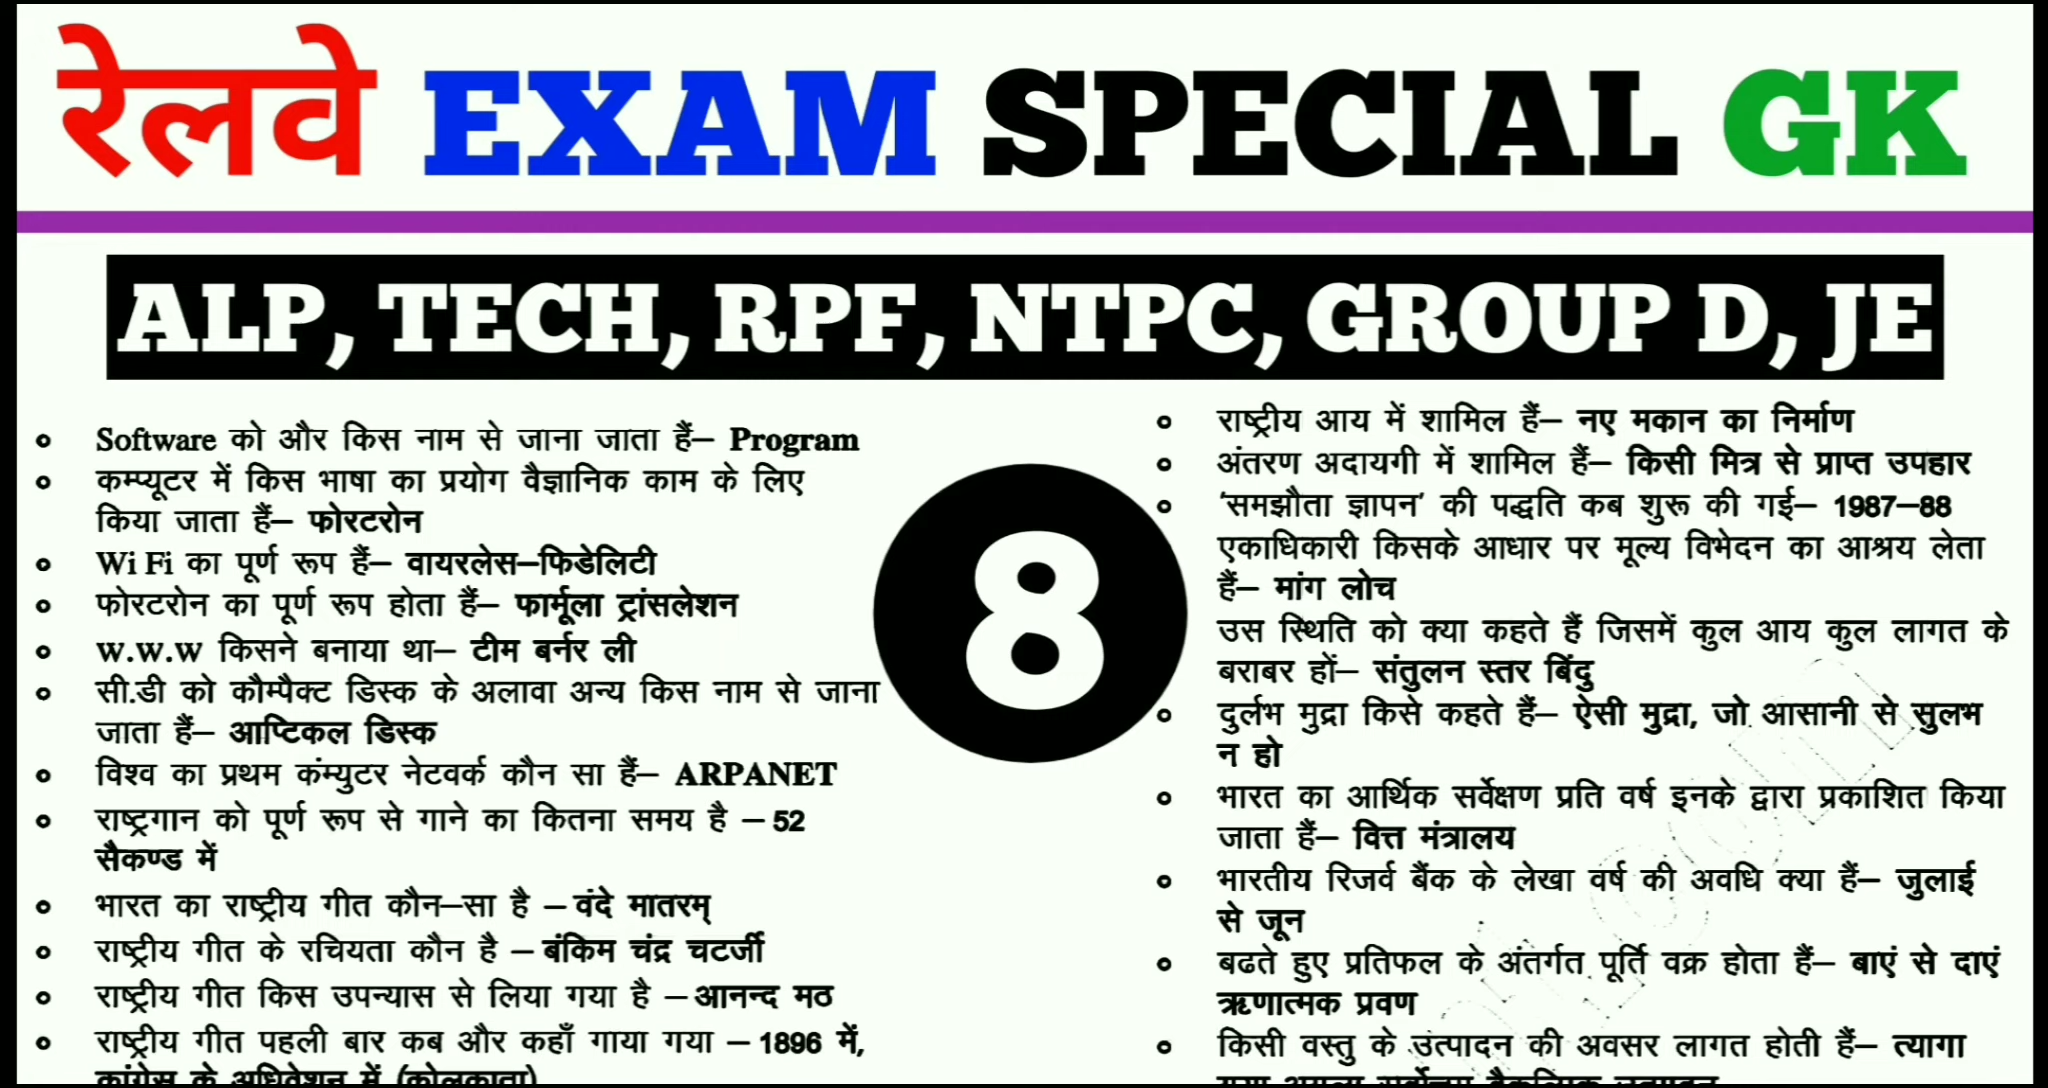 रेलवे EXAM SPECIAL GK
ALP, TECH, RPF, NTPC, GROUP D, JE
Software को और किस नाम से जाना जाता हैं– Program
कम्प्यूटर में किस भाषा का प्रयोग वैज्ञानिक काम के लिए
किया जाता हैं– फोरटरोन
Wi Fi का पूर्ण रूप हैं– वायरलेस–फिडेलिटी
फोरटरोन का पूर्ण रूप होता हैं– फार्मूला ट्रांसलेशन
w.w.w किसने बनाया था– टीम बर्नर ली
सी.डी को कौम्पैक्ट डिस्क के अलावा अन्य किस नाम से जाना
जाता हैं– आप्टिकल डिस्क
विश्व का प्रथम कंम्युटर नेटवर्क कौन सा हैं– ARPANET
राष्ट्रगान को पूर्ण रूप से गाने का कितना समय है – 52
सैकण्ड में
भारत का राष्ट्रीय गीत कौन–सा है – वंदे मातरम्
राष्ट्रीय गीत के रचियता कौन है – बंकिम चंद्र चटर्जी
राष्ट्रीय गीत किस उपन्यास से लिया गया है – आनन्द मठ
राष्ट्रीय गीत पहली बार कब और कहाँ गाया गया – 1896 में,
कांग्रेस के अधिवेशन में (कोलकाता)
8
राष्ट्रीय आय में शामिल हैं– नए मकान का निर्माण
अंतरण अदायगी में शामिल हैं– किसी मित्र से प्राप्त उपहार
'समझौता ज्ञापन' की पद्धति कब शुरू की गई– 1987–88
एकाधिकारी किसके आधार पर मूल्य विभेदन का आश्रय लेता
हैं– मांग लोच
उस स्थिति को क्या कहते हैं जिसमें कुल आय कुल लागत के
बराबर हों– संतुलन स्तर बिंदु
दुर्लभ मुद्रा किसे कहते हैं– ऐसी मुद्रा, जो आसानी से सुलभ
न हो
भारत का आर्थिक सर्वेक्षण प्रति वर्ष इनके द्वारा प्रकाशित किया
जाता हैं– वित्त मंत्रालय
भारतीय रिजर्व बैंक के लेखा वर्ष की अवधि क्या हैं– जुलाई
से जून
बढते हुए प्रतिफल के अंतर्गत पूर्ति वक्र होता हैं– बाएं से दाएं
ऋणात्मक प्रवण
किसी वस्तु के उत्पादन की अवसर लागत होती हैं– त्यागा